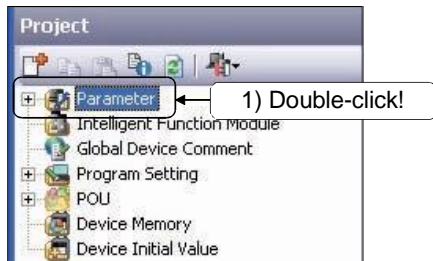 Project
Parameter
1) Double-click!
Intelligent Function Module
Global Device Comment
Program Setting
POU
Device Memory
Device Initial Value